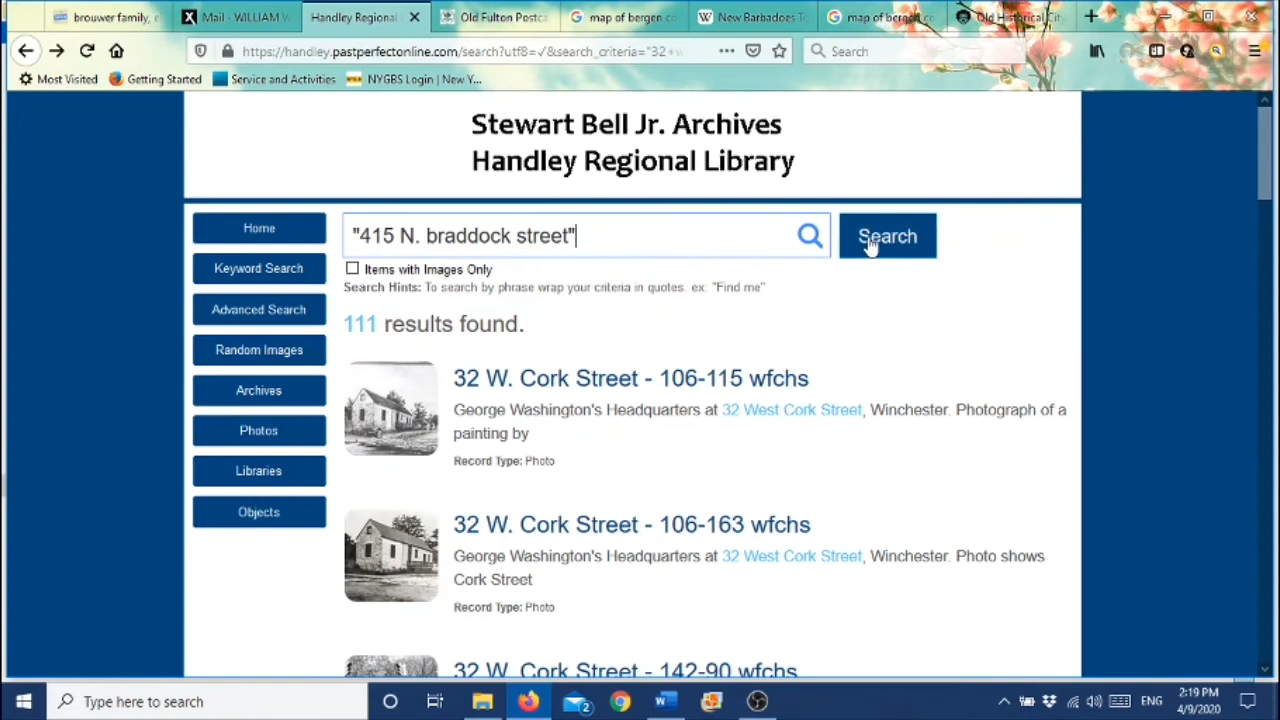 brouwer family, e
Mail - WILLIAM W
Handley Regional
Old Fulton Postca
map of bergen co
New Barbadoes To
map of bergen co
Old Historical City
https://handley.pastperfectonline.com/search?utf8=√&search_criteria="32+w
Search
Most Visited
Getting Started
Service and Activities
NYGBS Login | New Y...
Stewart Bell Jr. Archives
Handley Regional Library
Home
Keyword Search
Advanced Search
Random Images
Archives
Photos
Libraries
Objects
"415 N. braddock street"
Search
Items with Images Only
Search Hints: To search by phrase wrap your criteria in quotes. ex: "Find me"
111 results found.
32 W. Cork Street - 106-115 wfchs
George Washington's Headquarters at 32 West Cork Street, Winchester. Photograph of a
painting by
Record Type: Photo
32 W. Cork Street - 106-163 wfchs
George Washington's Headquarters at 32 West Cork Street, Winchester. Photo shows
Cork Street
Record Type: Photo
32 W. Cork Street - 142-90 wfchs
Type here to search
2
ENG
2:19 PM
4/9/2020